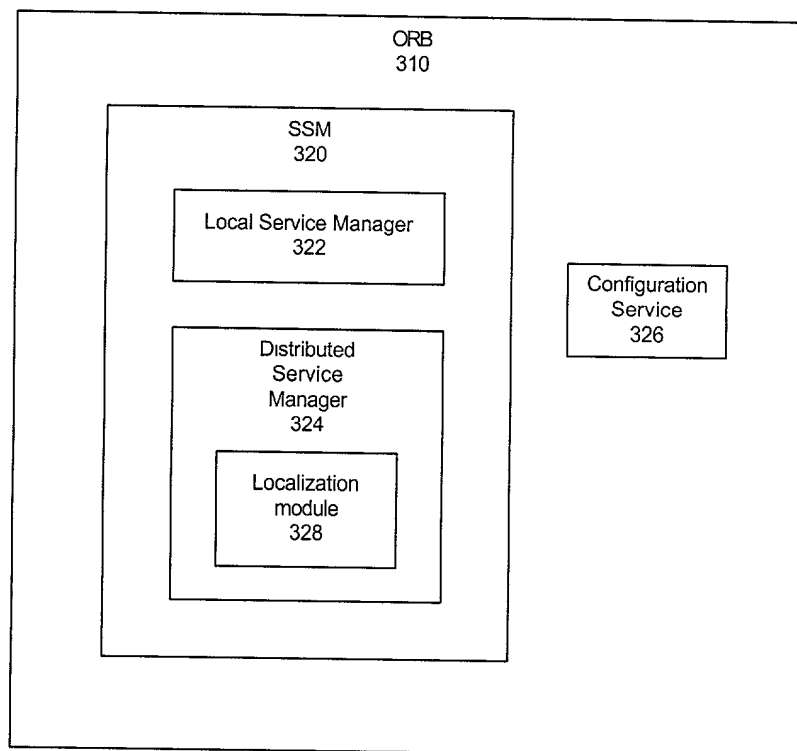 ORB
310
SSM
320
Local Service Manager
322
Configuration
Service
326
Distributed
Service
Manager
324
Localization
module
328